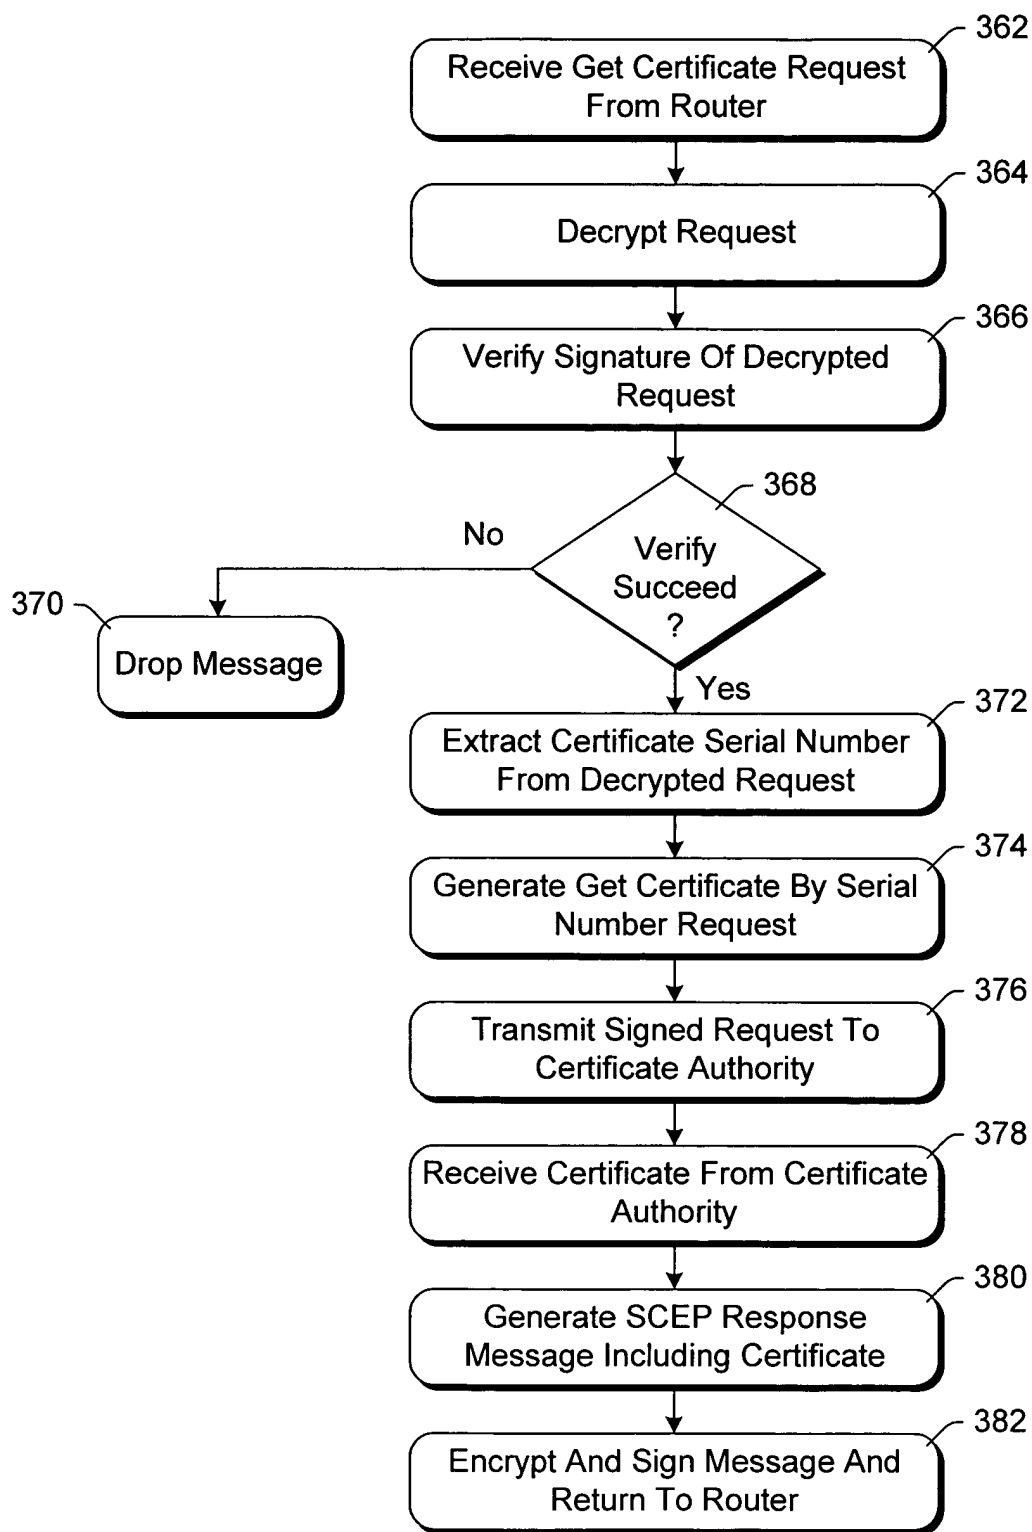 362
Receive Get Certificate Request
From Router
364
Decrypt Request
366
Verify Signature Of Decrypted
Request
368
No
Verify
Succeed
?
370
Drop Message
Yes
372
Extract Certificate Serial Number
From Decrypted Request
374
Generate Get Certificate By Serial
Number Request
376
Transmit Signed Request To
Certificate Authority
378
Receive Certificate From Certificate
Authority
380
Generate SCEP Response
Message Including Certificate
382
Encrypt And Sign Message And
Return To Router